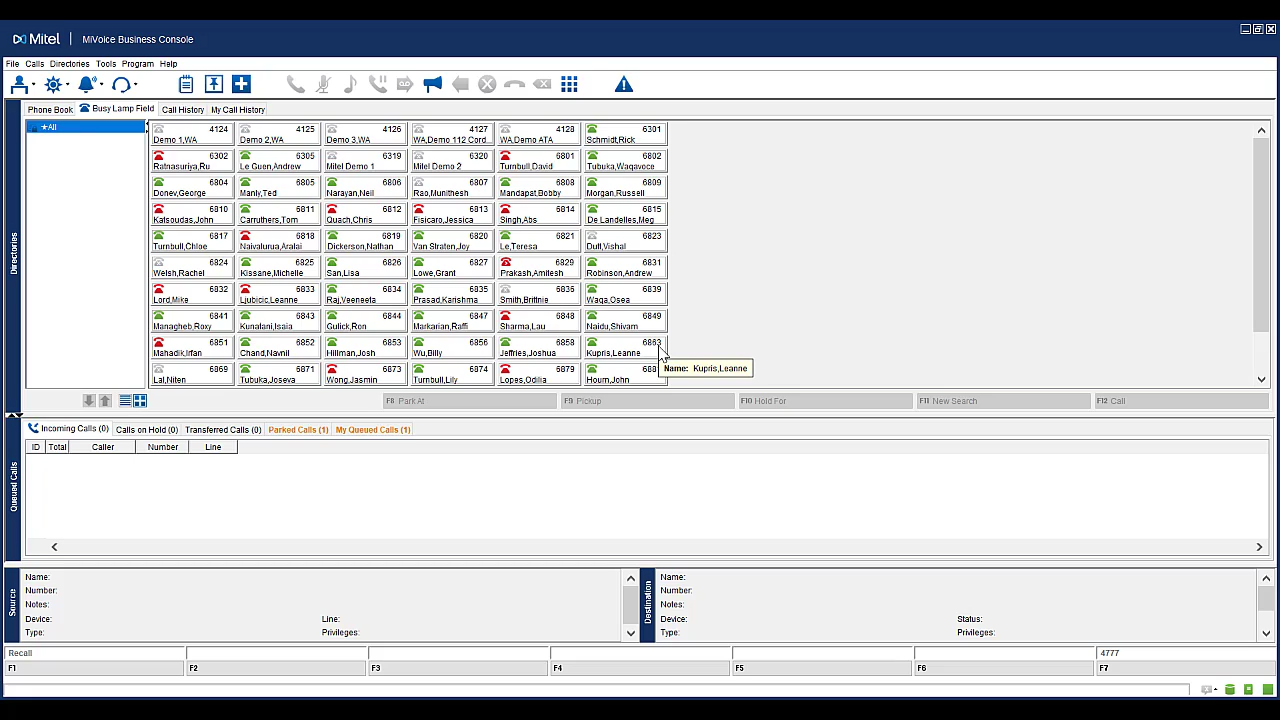 Mitel | MiVoice Business Console
File Calls Directories Tools Program Help
Phone Book Busy Lamp Field Call History My Call History
★All
4124 4125 4126 4127 4128 6301
Demo 1,WA Demo 2,WA Demo 3,WA WA,Demo 112 Cord... WA,Demo ATA Schmidt,Rick
6302 6305 6319 6320 6801 6802
Ratnasuriya,Ru Le Guen,Andrew Mitel Demo 1 Mitel Demo 2 Turnbull,David Tubuka,Waqavoce
6804 6805 6806 6807 6808 6809
Donev,George Manly,Ted Narayan,Neil Rao,Munithesh Mandapat,Bobby Morgan,Russell
6810 6811 6812 6813 6814 6815
Katsoudas,John Carruthers,Tom Quach,Chris Fisicaro,Jessica Singh,Abs De Landelles,Meg
6817 6818 6819 6820 6821 6823
Turnbull,Chloe Naivalurua,Aralai Dickerson,Nathan Van Straten,Joy Le,Teresa Dutt,Vishal
6824 6825 6826 6827 6829 6831
Welsh,Rachel Kissane,Michelle San,Lisa Lowe,Grant Prakash,Amitesh Robinson,Andrew
6832 6833 6834 6835 6836 6839
Lord,Mike Ljubicic,Leanne Raj,Veeneeta Prasad,Karishma Smith,Brittnie Waqa,Osea
6841 6843 6844 6847 6848 6849
Managheb,Roxy Kunatani,Isaia Gulick,Ron Markarian,Raffi Sharma,Lau Naidu,Shivam
6851 6852 6853 6856 6858 6863
Mahadik,Irfan Chand,Navnil Hillman,Josh Wu,Billy Jeffries,Joshua Kupris,Leanne
6869 6871 6873 6874 6879 688
Lal,Niten Tubuka,Joseva Wong,Jasmin Turnbull,Lily Lopes,Odilia Hourn,John
Name: Kupris,Leanne
Directories
F8 Park At F9 Pickup F10 Hold For F11 New Search F12 Call
Incoming Calls (0) Calls on Hold (0) Transferred Calls (0) Parked Calls (1) My Queued Calls (1)
ID Total Caller Number Line
Queued Calls
Source
Name:
Number:
Notes:
Device: Line:
Type: Privileges:
Destination
Name:
Number:
Notes:
Device: Status:
Type: Privileges:
Recall 4777
F1 F2 F3 F4 F5 F6 F7